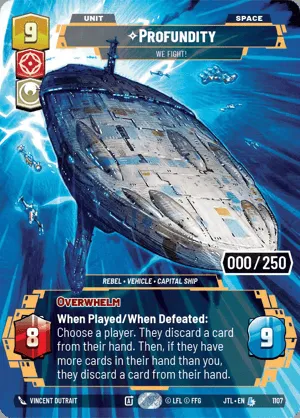 UNIT
SPACE
9
PROFUNDITY
WE FIGHT!
000/250
REBEL • VEHICLE • CAPITAL SHIP
OVERWHELM
When Played/When Defeated:
Choose a player. They discard a card
from their hand. Then, if they have
more cards in their hand than you,
they discard a card from their hand.
8
9
VINCENT DUTRAIT
© LFL © FFG
JTL • EN
1107